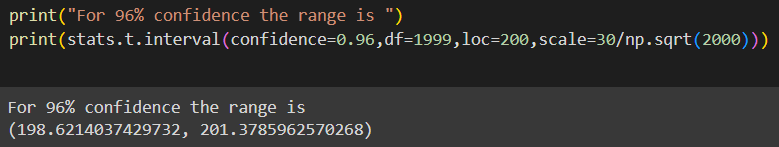 print("For 96% confidence the range is ")
print(stats.t.interval(confidence=0.96,df=1999,loc=200,scale=30/np.sqrt(2000)))
For 96% confidence the range is
(198.6214037429732, 201.3785962570268)